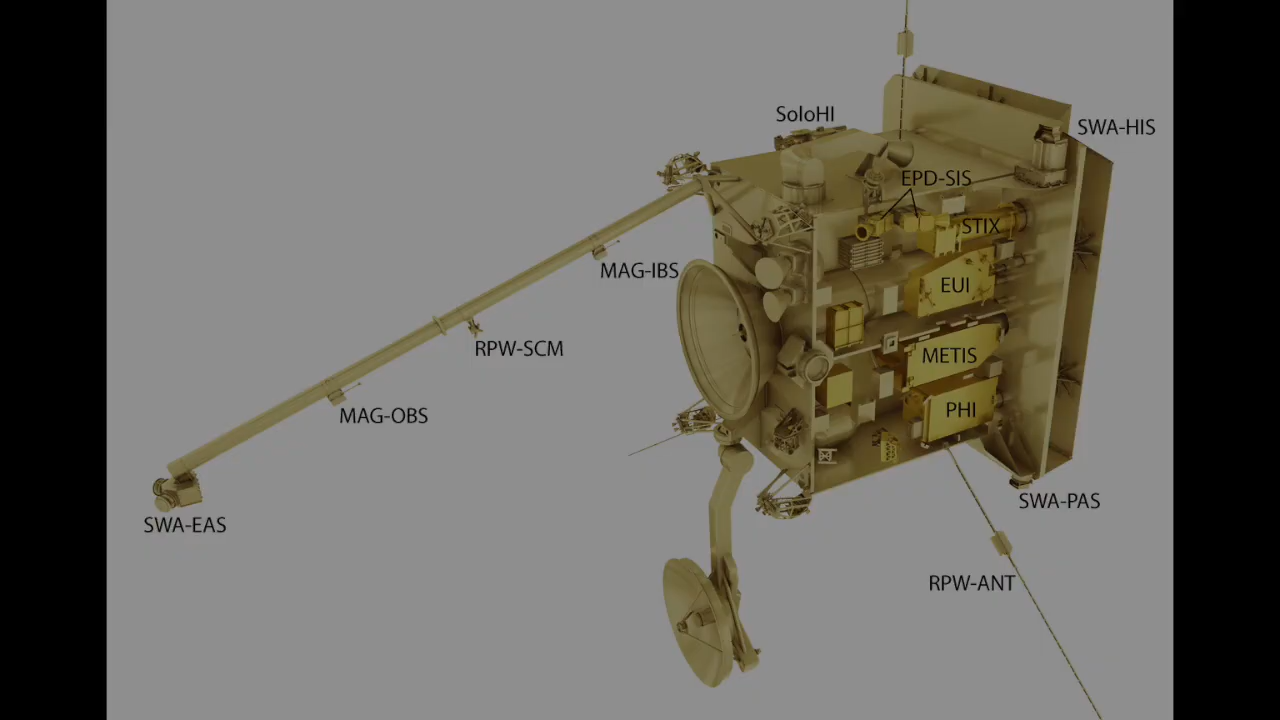 SoloHI
SWA-HIS
EPD-SIS
STIX
MAG-IBS
EUI
RPW-SCM
METIS
MAG-OBS
PHI
SWA-PAS
SWA-EAS
RPW-ANT